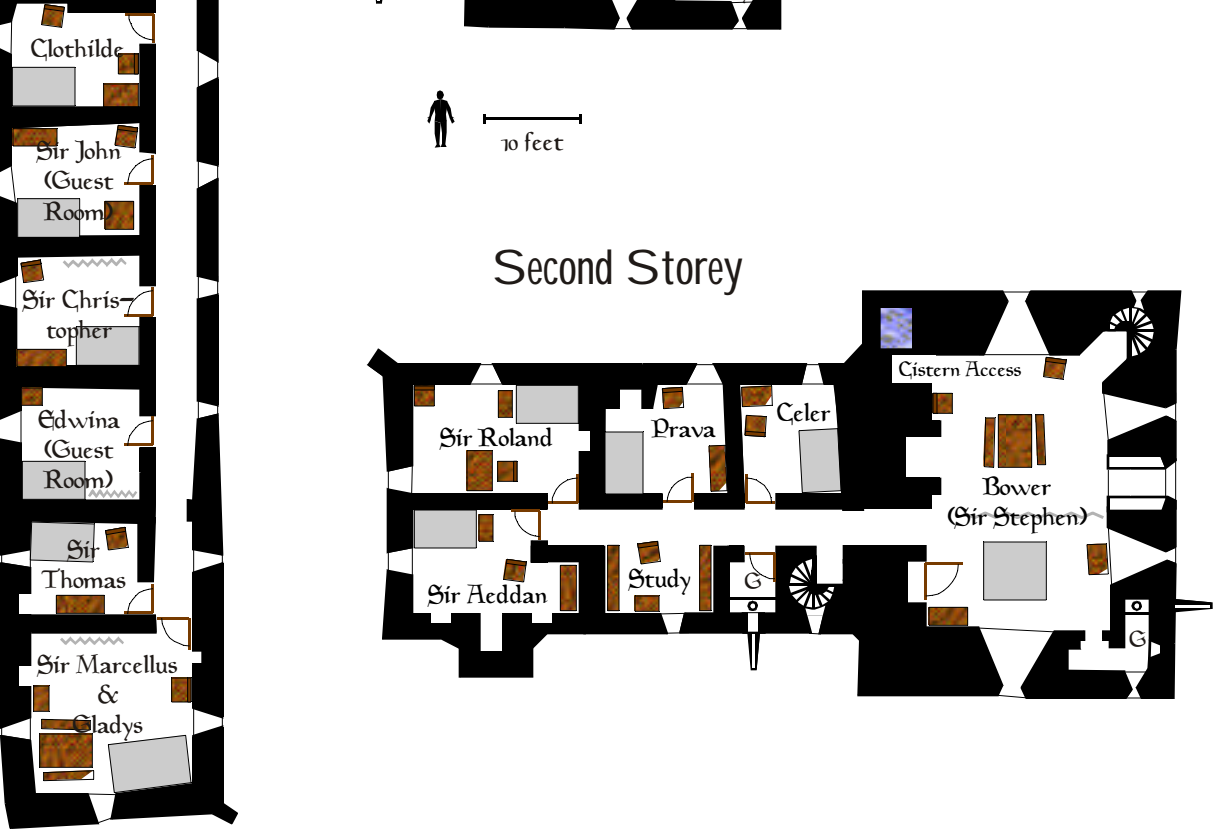 Clothilde
Sir John
(Guest
Room)
Sir Chris-
topher
Edwina
(Guest
Room)
Sir
Thomas
Sir Marcellus
&
Gladys
10 feet
Second Storey
Cistern Access
Sir Roland
Prava
Celer
Bower
(Sir Stephen)
Sir Aeddan
Study
G
G